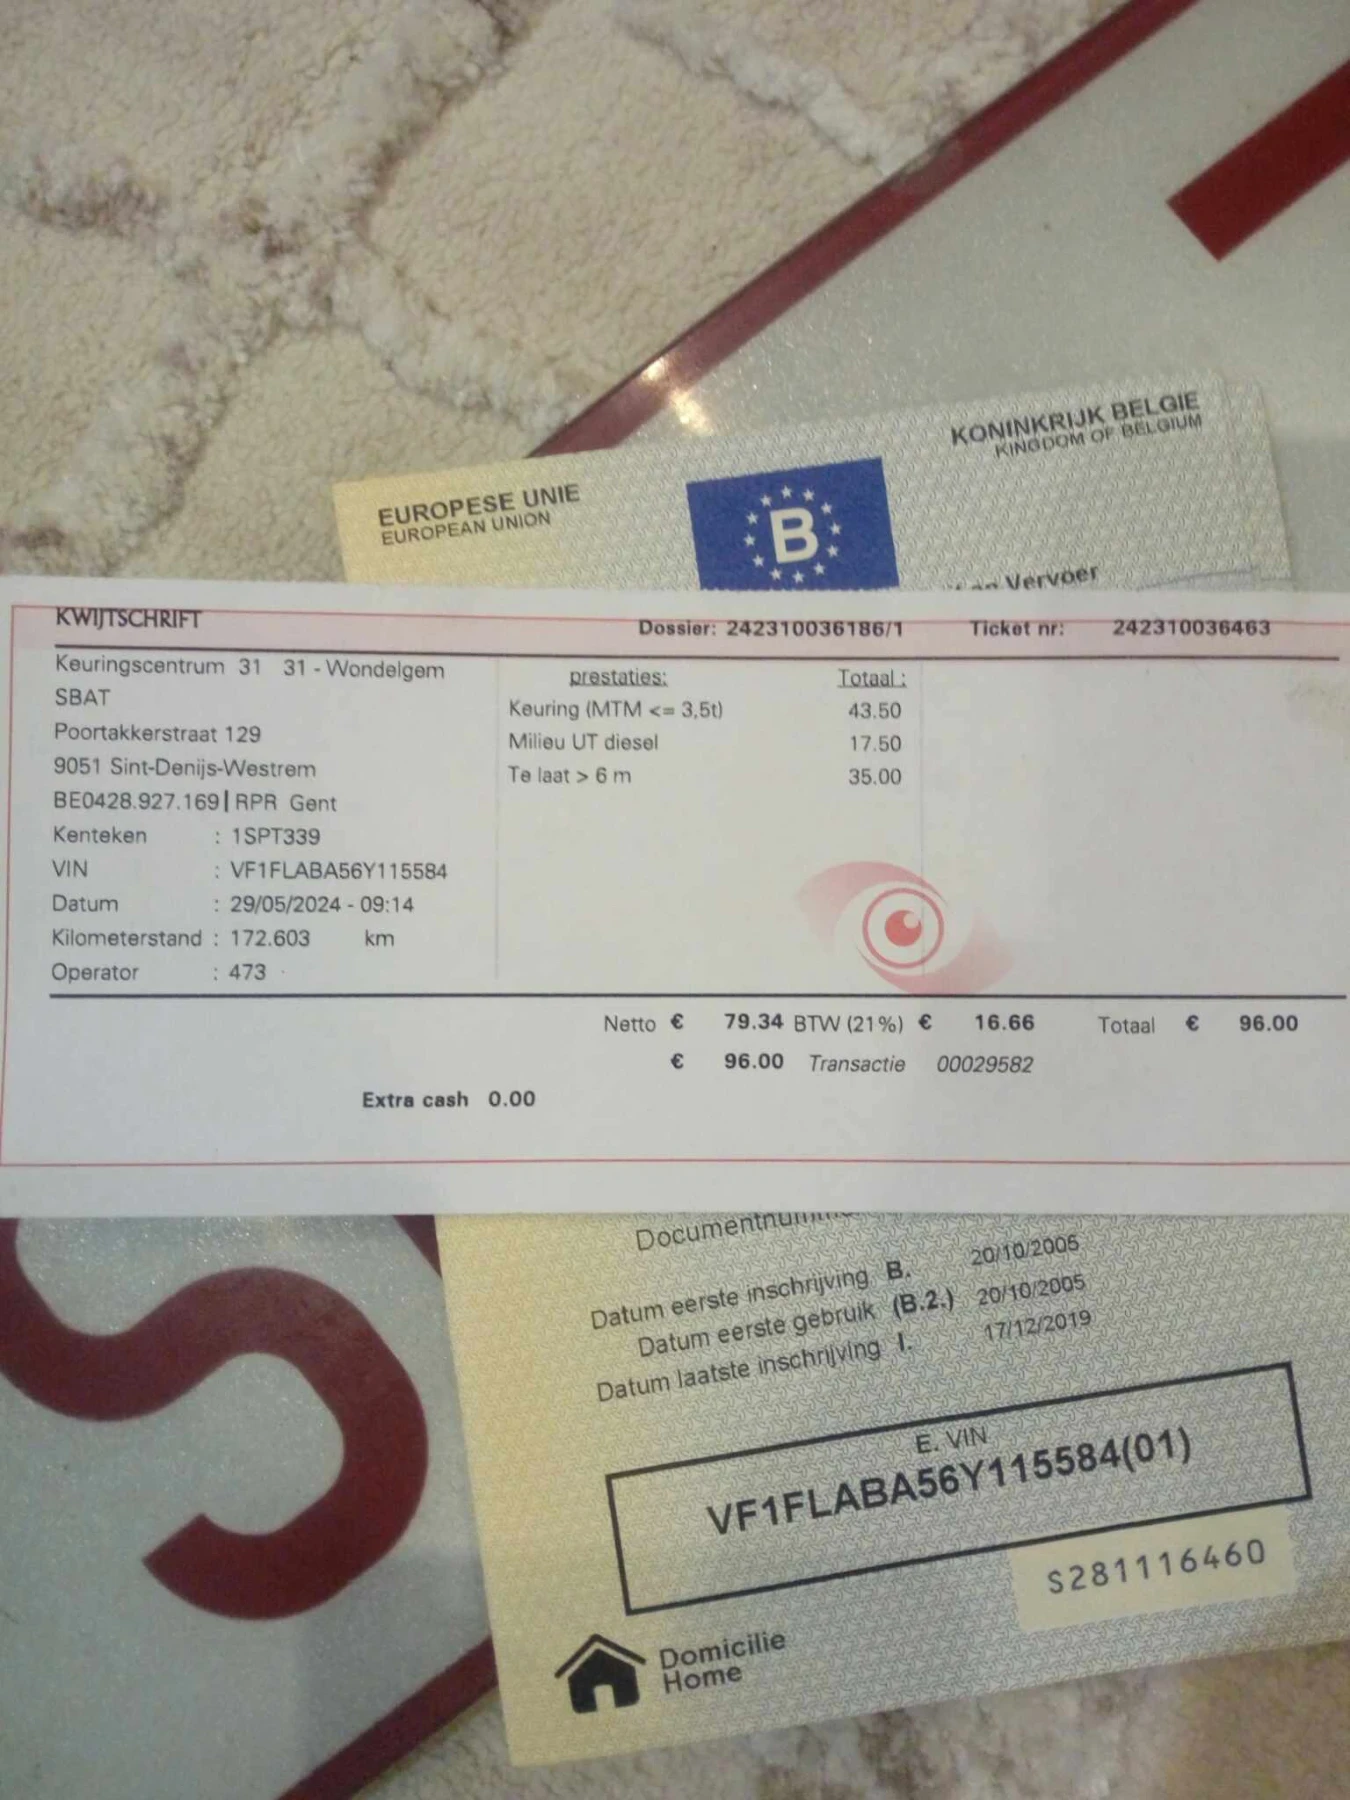 KONINKRIJK BELGIE
KINGDOM OF BELGIUM
EUROPESE UNIE
EUROPEAN UNION
B
en Vervoer
KWIJTSCHRIFT Dossier: 242310036186/1 Ticket nr: 242310036463
Keuringscentrum 31 31 - Wondelgem
SBAT
Poortakkerstraat 129
9051 Sint-Denijs-Westrem
BE0428.927.169 | RPR Gent
Kenteken : 1SPT339
VIN : VF1FLABA56Y115584
Datum : 29/05/2024 - 09:14
Kilometerstand : 172.603 km
Operator : 473
prestaties: Totaal :
Keuring (MTM <= 3,5t) 43.50
Milieu UT diesel 17.50
Te laat > 6 m 35.00
Netto € 79.34 BTW (21%) € 16.66 Totaal € 96.00
€ 96.00 Transactie 00029582
Extra cash 0.00
Datum eerste inschrijving B. 20/10/2005
Datum eerste gebruik (B.2.) 20/10/2005
Datum laatste inschrijving I. 17/12/2019
E. VIN
VF1FLABA56Y115584(01)
S281116460
Domicilie
Home